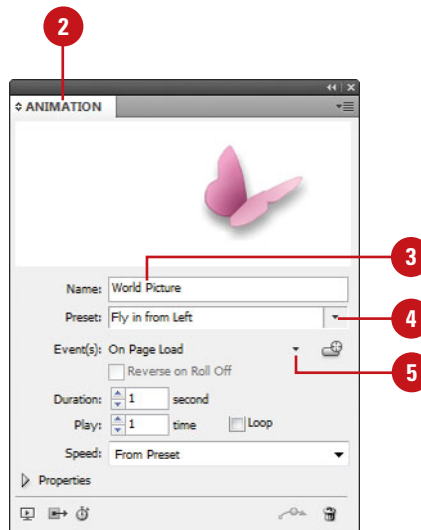 2
ANIMATION
3
Name: World Picture
4
Preset: Fly in from Left
Event(s): On Page Load
5
Reverse on Roll Off
Duration: 1 second
Play: 1 time Loop
Speed: From Preset
Properties